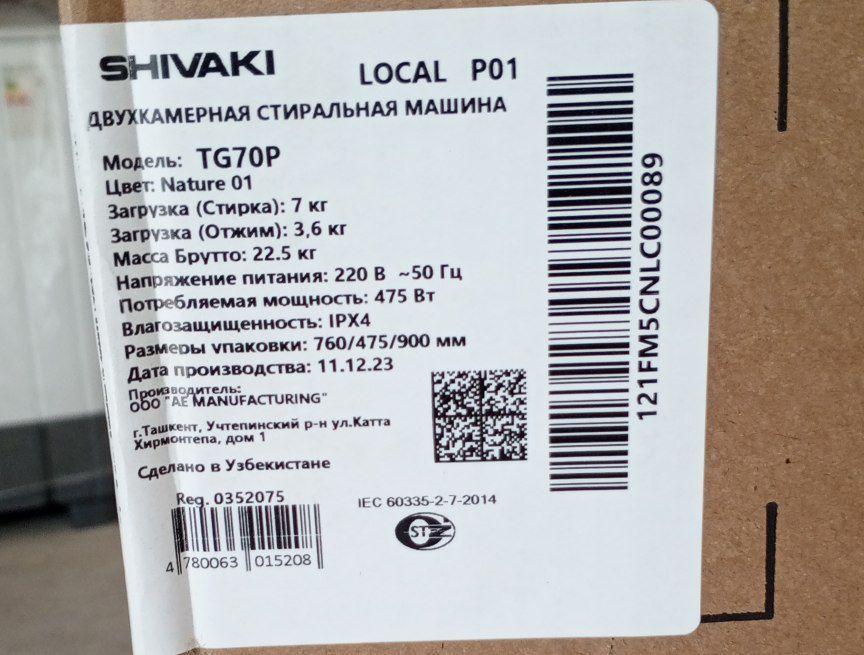 SHIVAKI
LOCAL P01
ДВУХКАМЕРНАЯ СТИРАЛЬНАЯ МАШИНА
Модель: TG70P
Цвет: Nature 01
Загрузка (Стирка): 7 кг
Загрузка (Отжим): 3,6 кг
Масса Брутто: 22.5 кг
Напряжение питания: 220 В ~50 Гц
Потребляемая мощность: 475 Вт
Влагозащищенность: IPX4
Размеры упаковки: 760/475/900 мм
Дата производства: 11.12.23
Производитель:
ООО "AE MANUFACTURING"
г.Ташкент, Учтепинский р-н ул.Катта
Хирмонтепа, дом 1
Сделано в Узбекистане
Reg. 0352075
4 780063 015208
IEC 60335-2-7-2014
STZ
121FM5CNLC00089